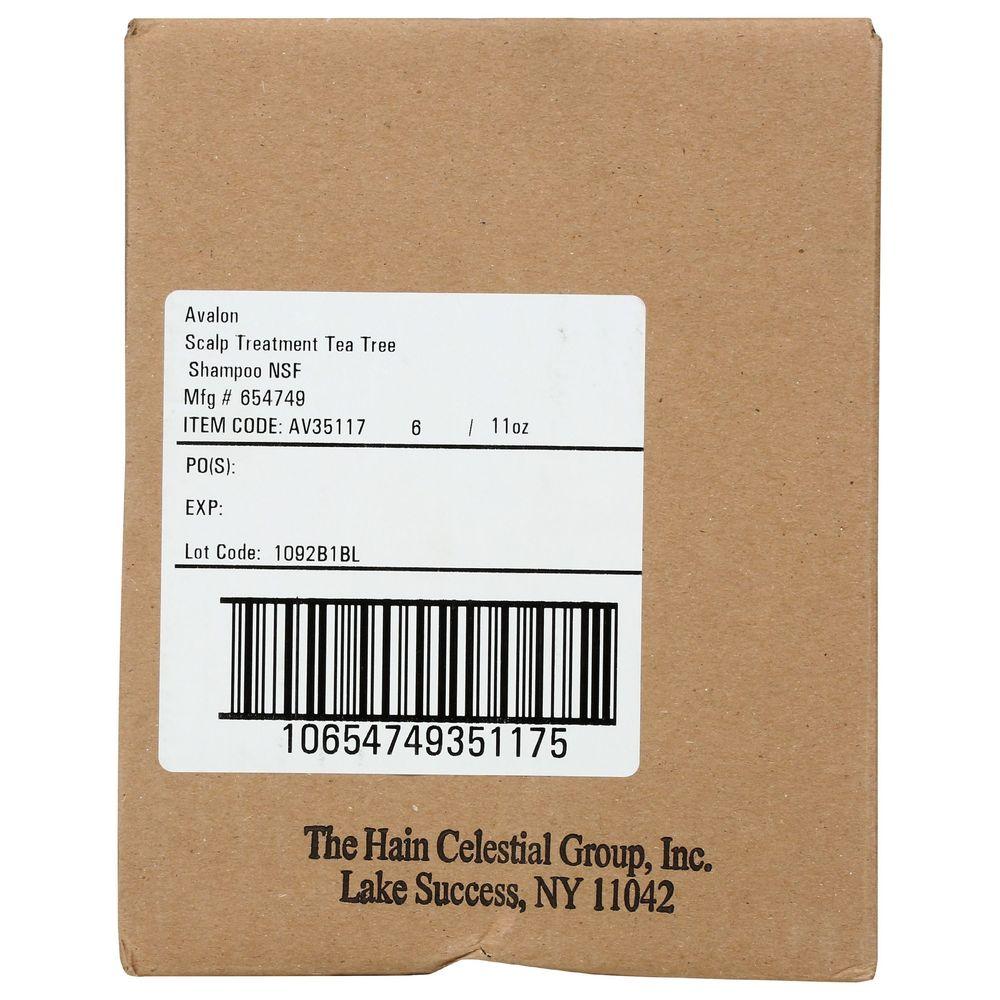 Avalon
Scalp Treatment Tea Tree
Shampoo NSF
Mfg # 654749
ITEM CODE: AV35117 6 / 11oz
PO(S):
EXP:
Lot Code: 1092B1BL
10654749351175
The Hain Celestial Group, Inc.
Lake Success, NY 11042